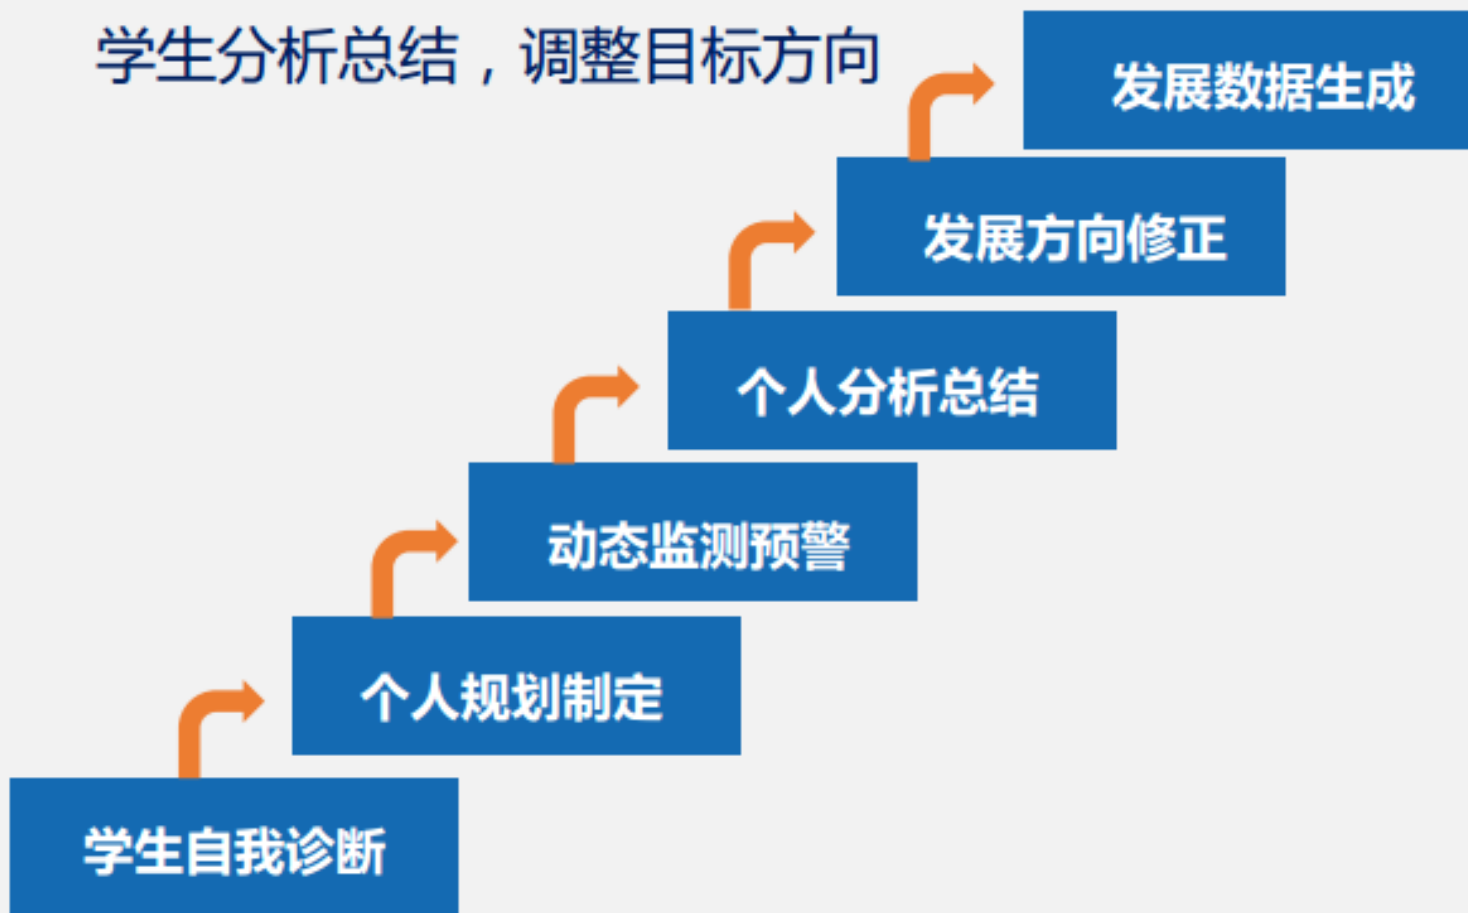 学生分析总结，调整目标方向
发展数据生成
发展方向修正
个人分析总结
动态监测预警
个人规划制定
学生自我诊断